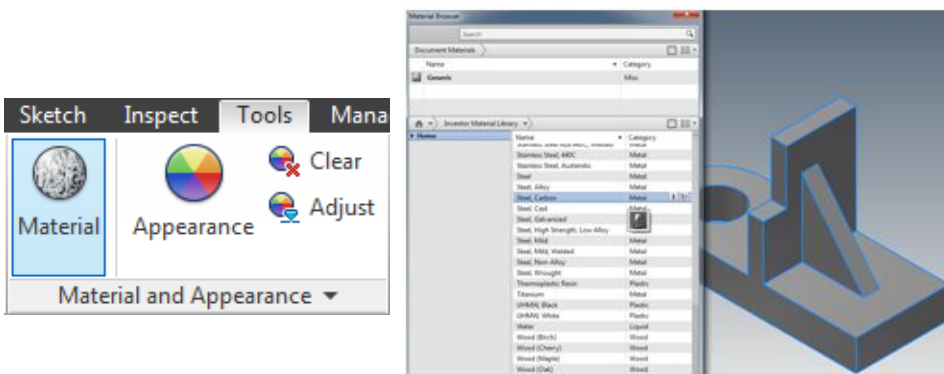 Sketch Inspect Tools Mana
Material
Appearance
Clear
Adjust
Material and Appearance
Material Browser
Search
Document Materials
Name Category
Generic Misc
Inventor Material Library
Home
Name Category
Metal
Stainless Steel, 440C Metal
Stainless Steel, Austenitic Metal
Steel Metal
Steel, Alloy Metal
Steel, Carbon Metal
Steel, Cast Metal
Steel, Galvanized
Steel, High Strength, Low Alloy
Steel, Mild Metal
Steel, Mild, Welded Metal
Steel, Non-Alloy Metal
Steel, Wrought Metal
Thermoplastic Resin Plastic
Titanium Metal
UHMW, Black Plastic
UHMW, White Plastic
Water Liquid
Wood (Birch) Wood
Wood (Cherry) Wood
Wood (Maple) Wood
Wood (Oak) Wood